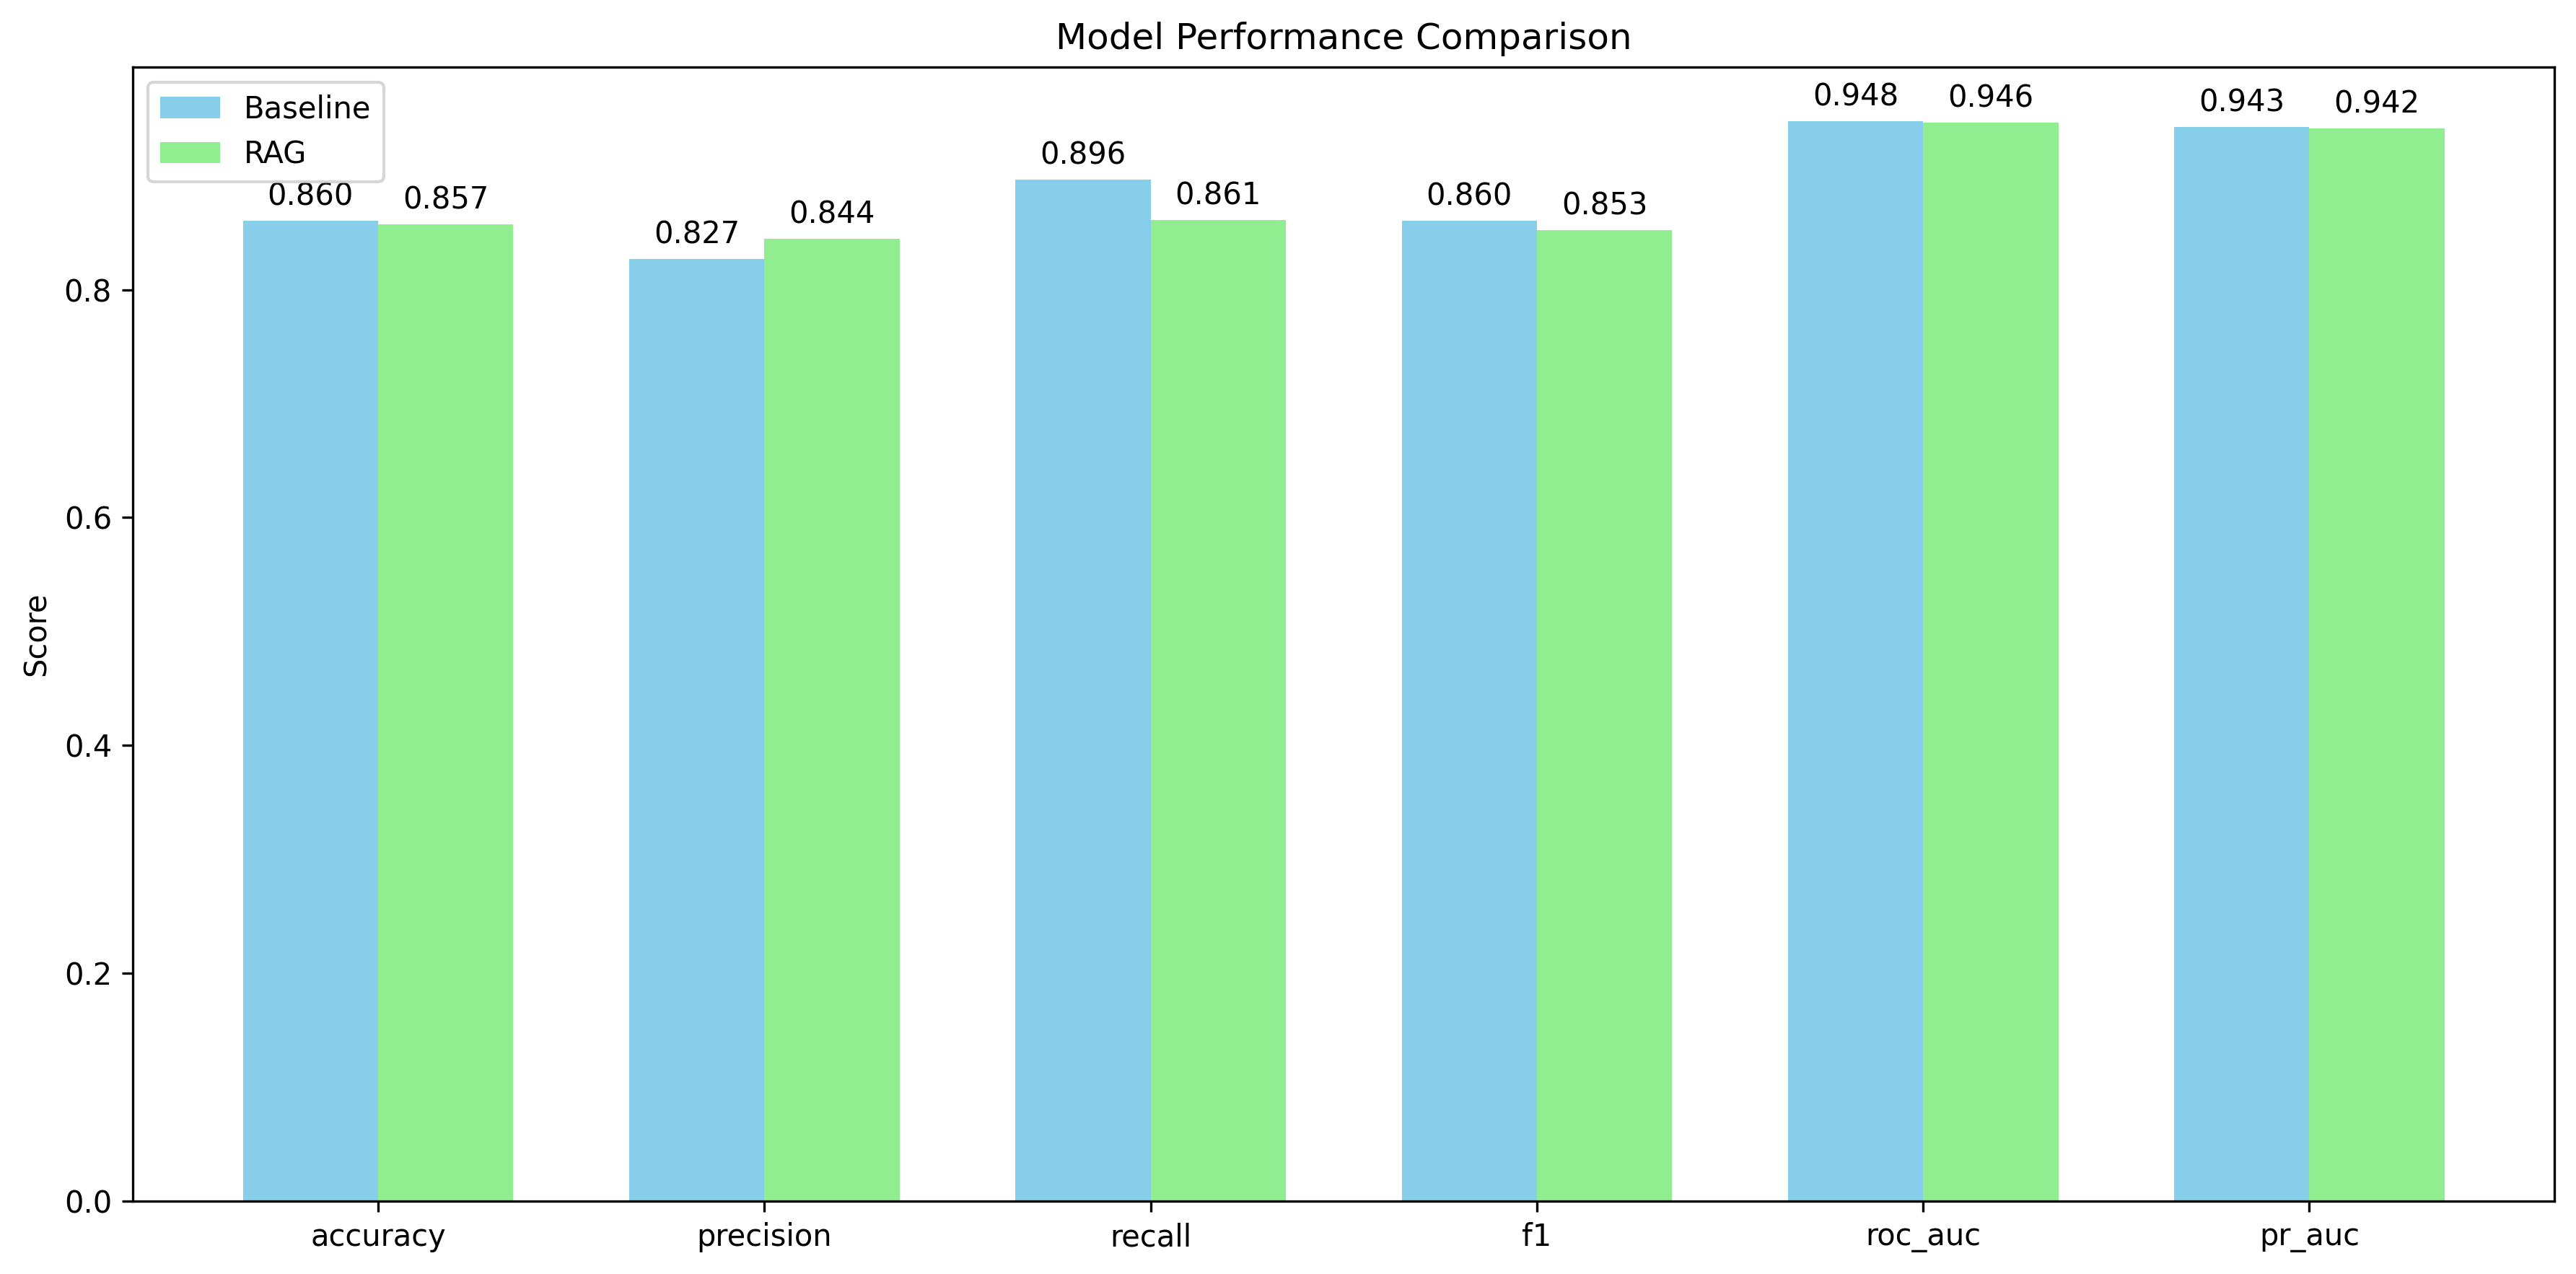 Model Performance Comparison
Baseline
RAG
0.860
0.857
0.827
0.844
0.896
0.861
0.860
0.853
0.948
0.946
0.943
0.942
Score
0.8
0.6
0.4
0.2
0.0
accuracy
precision
recall
f1
roc_auc
pr_auc